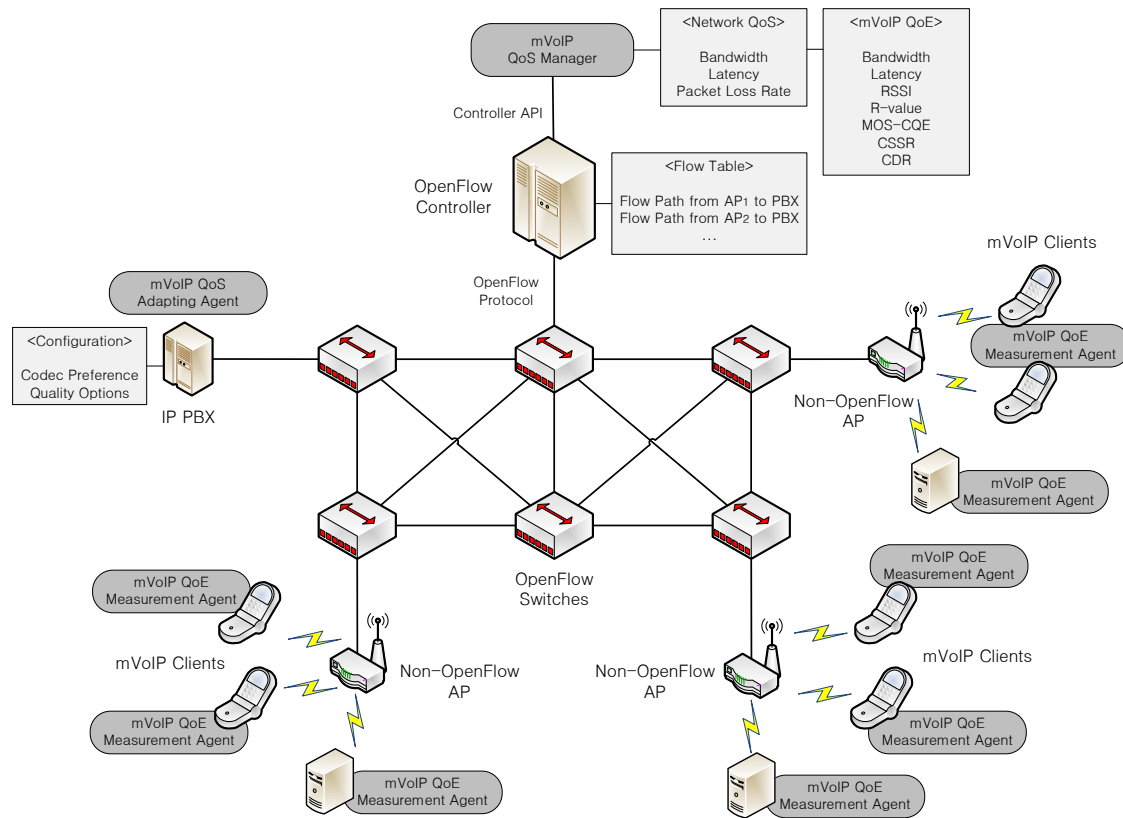 mVoIP
QoS Manager
<Network QoS>
Bandwidth
Latency
Packet Loss Rate
<mVoIP QoE>
Bandwidth
Latency
RSSI
R-value
MOS-CQE
CSSR
CDR
Controller API
OpenFlow
Controller
<Flow Table>
Flow Path from AP1 to PBX
Flow Path from AP2 to PBX
...
OpenFlow
Protocol
mVoIP Clients
mVoIP QoS
Adapting Agent
<Configuration>
Codec Preference
Quality Options
IP PBX
mVoIP QoE
Measurement Agent
Non-OpenFlow
AP
mVoIP QoE
Measurement Agent
OpenFlow
Switches
mVoIP QoE
Measurement Agent
mVoIP Clients
mVoIP QoE
Measurement Agent
Non-OpenFlow
AP
mVoIP QoE
Measurement Agent
mVoIP QoE
Measurement Agent
Non-OpenFlow
AP
mVoIP Clients
mVoIP QoE
Measurement Agent
mVoIP QoE
Measurement Agent